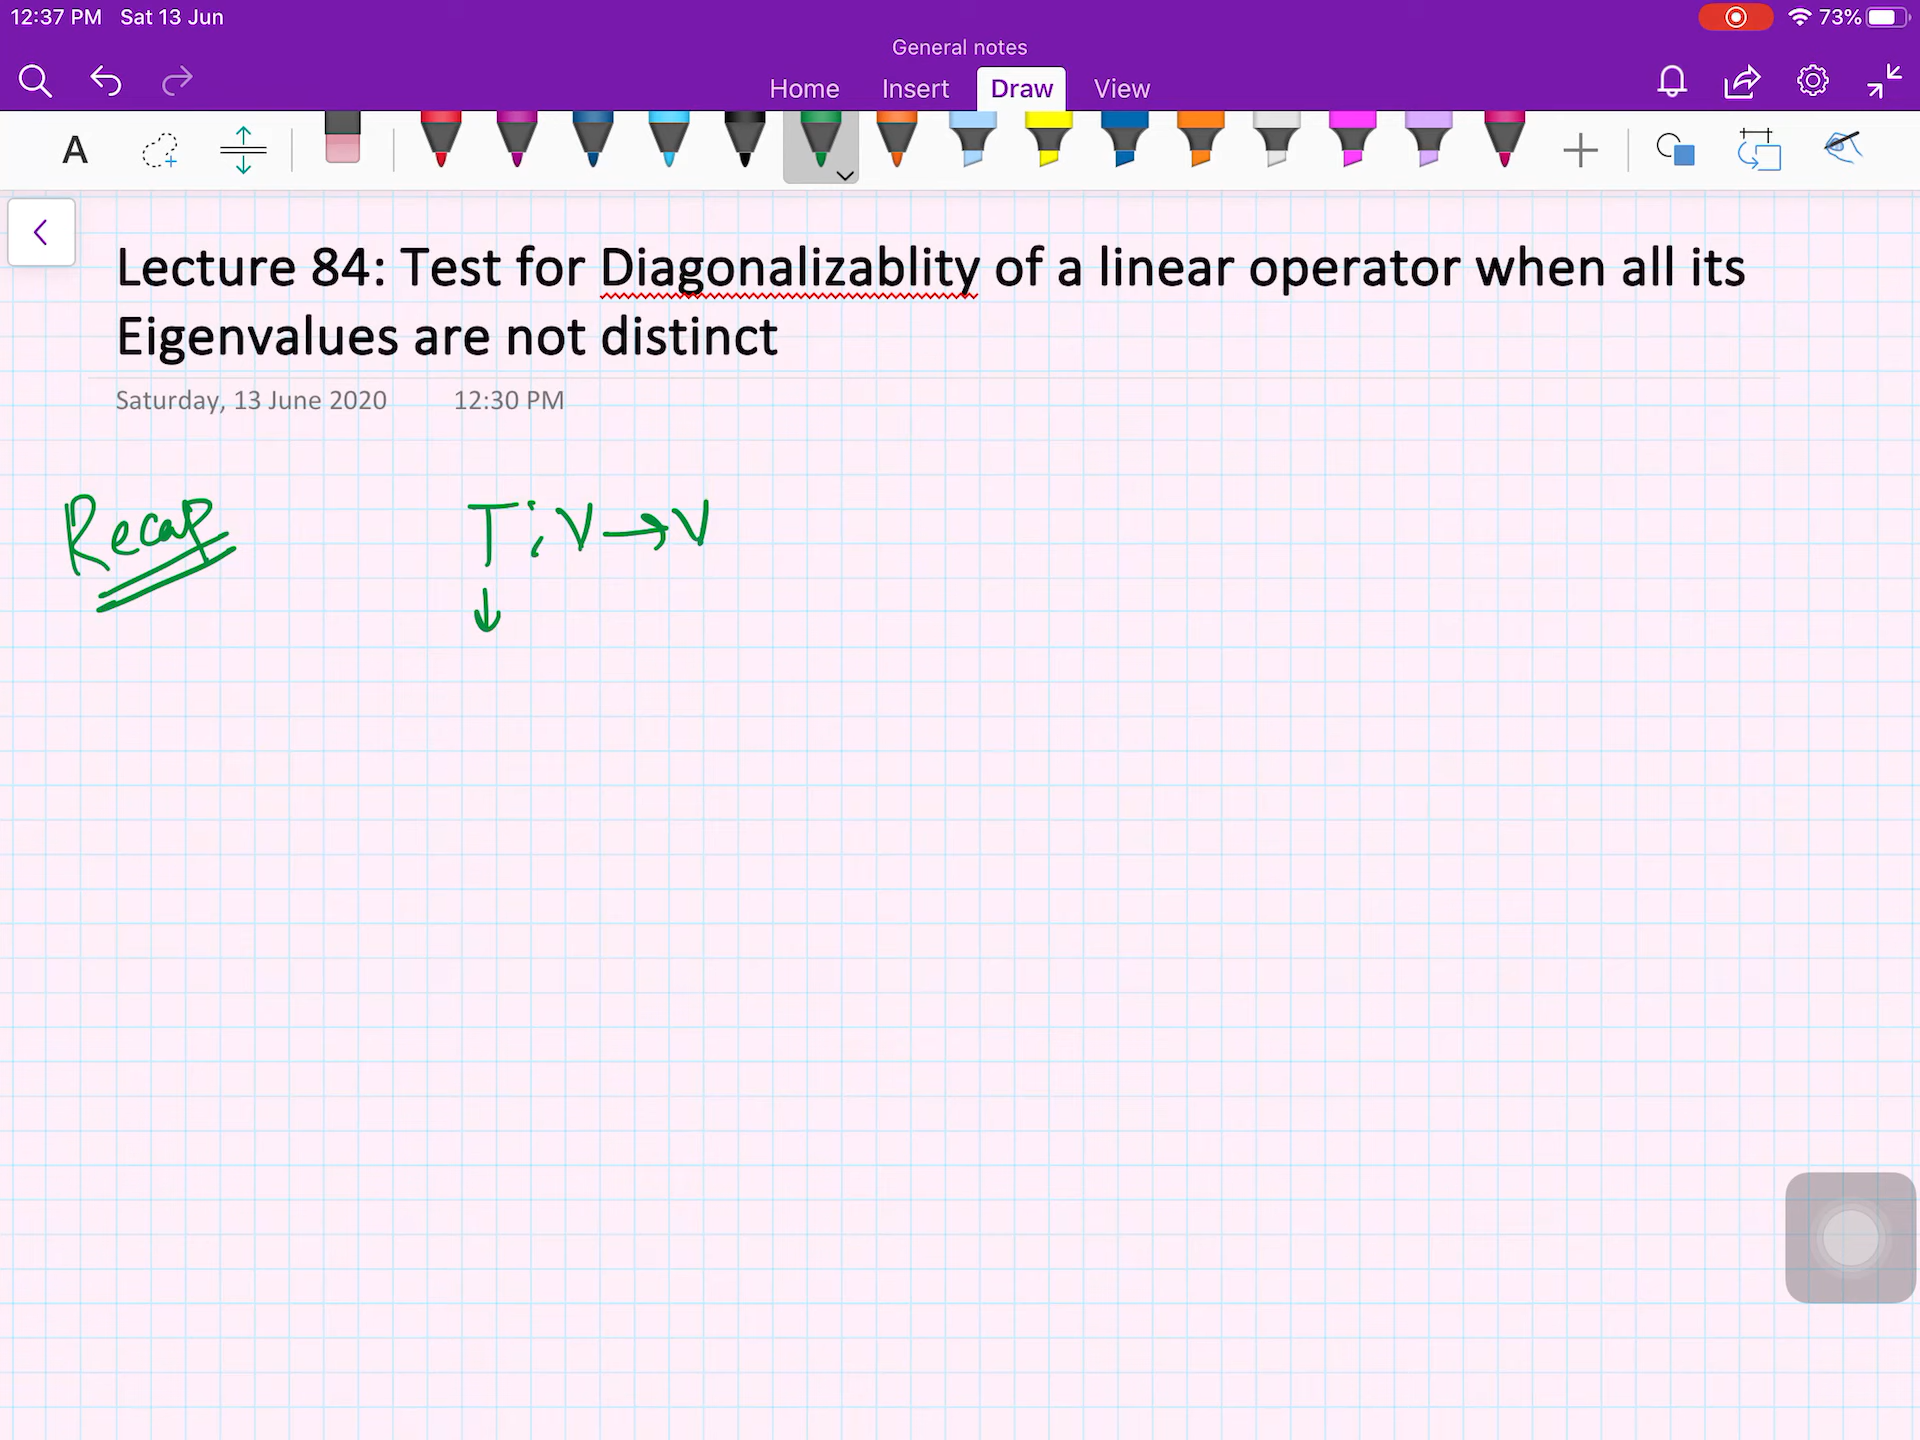 12:37 PM Sat 13 Jun
73%
General notes
Home Insert Draw View
A
Lecture 84: Test for Diagonalizablity of a linear operator when all its
Eigenvalues are not distinct
Saturday, 13 June 2020 12:30 PM
Recap T : V → V
↓